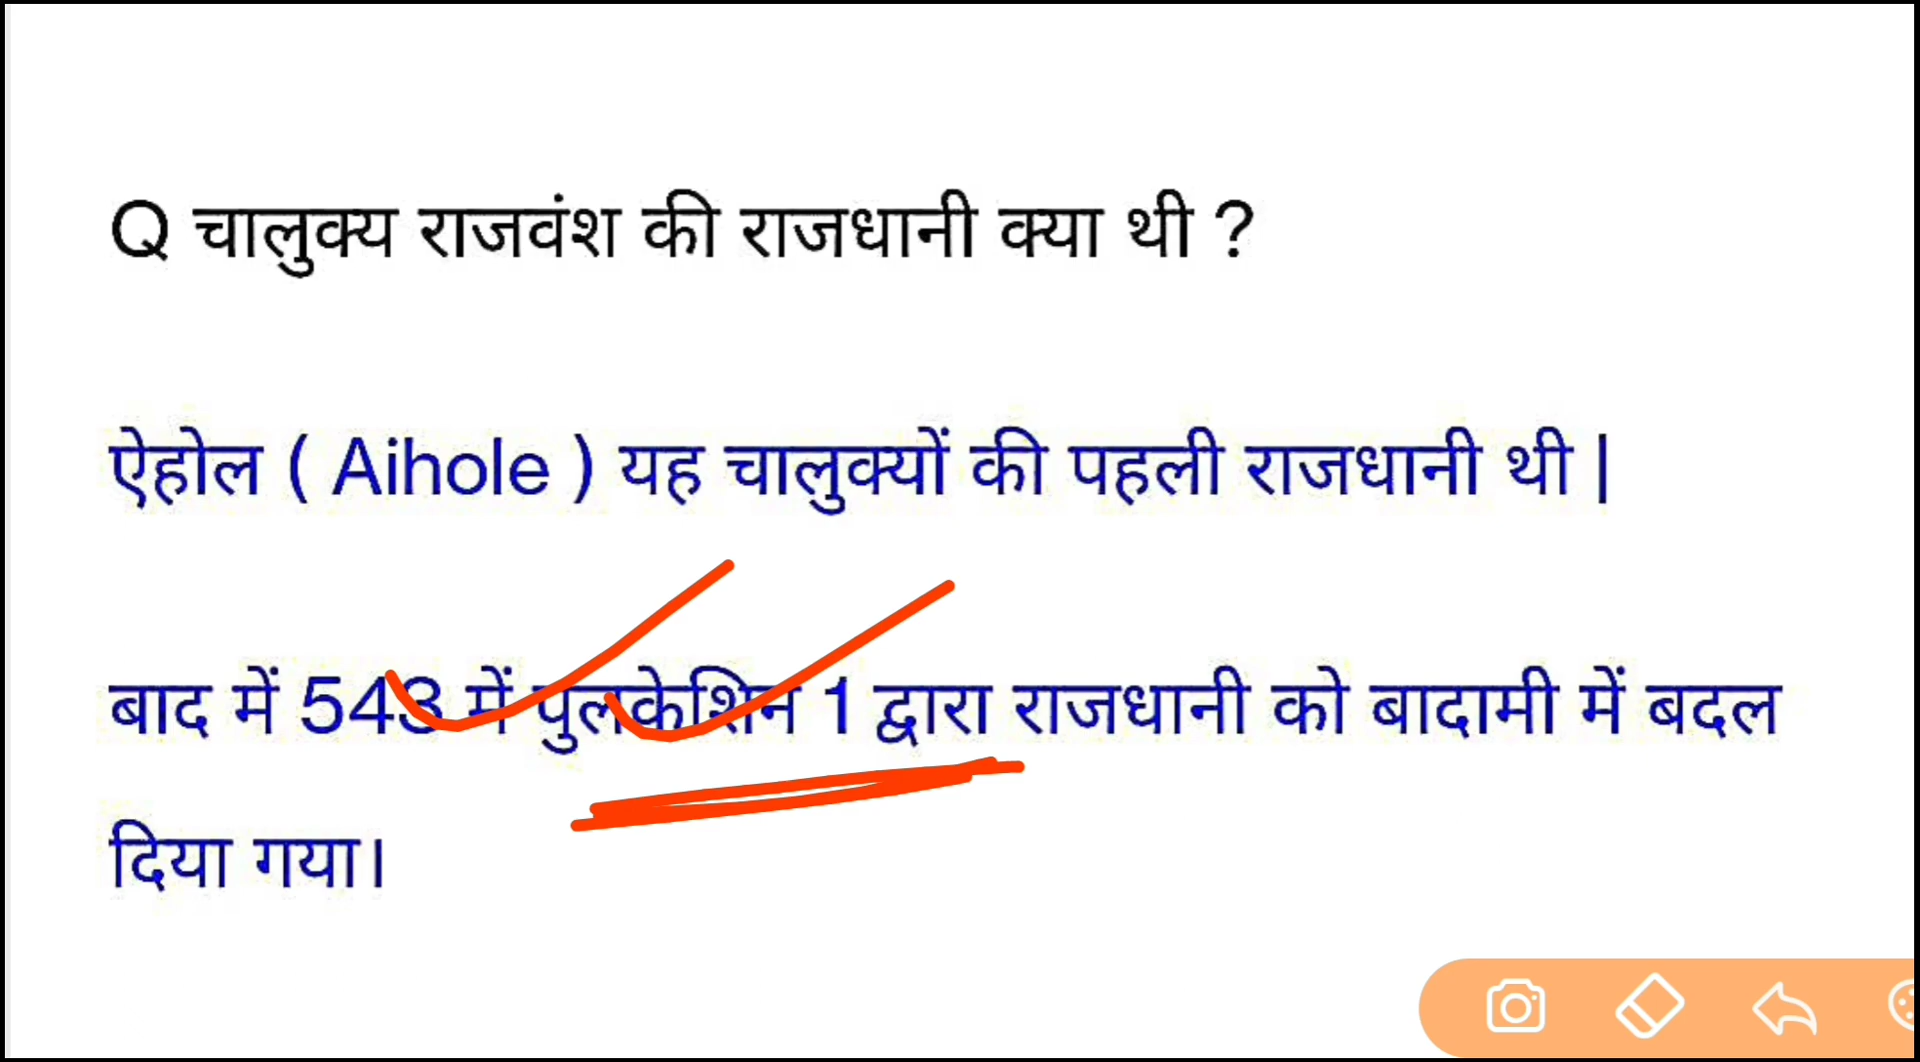 Q चालुक्य राजवंश की राजधानी क्या थी ?
ऐहोल ( Aihole ) यह चालुक्यों की पहली राजधानी थी |
बाद में 543 में पुलकेशिन 1 द्वारा राजधानी को बादामी में बदल
दिया गया।